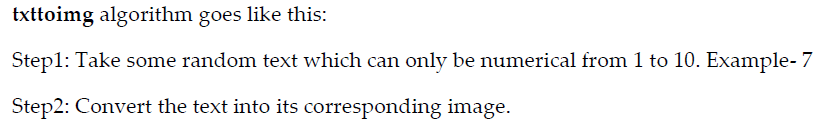 txttoimg algorithm goes like this:
Step1: Take some random text which can only be numerical from 1 to 10. Example- 7
Step2: Convert the text into its corresponding image.